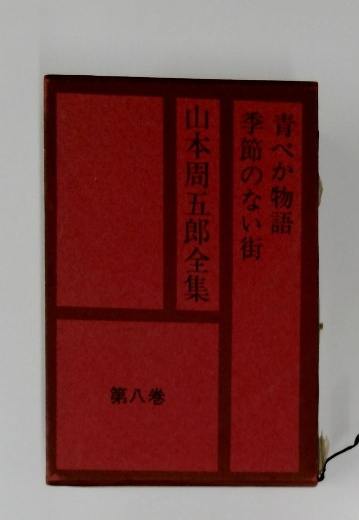 青べか物語
季節のない街
山本周五郎全集
第八巻